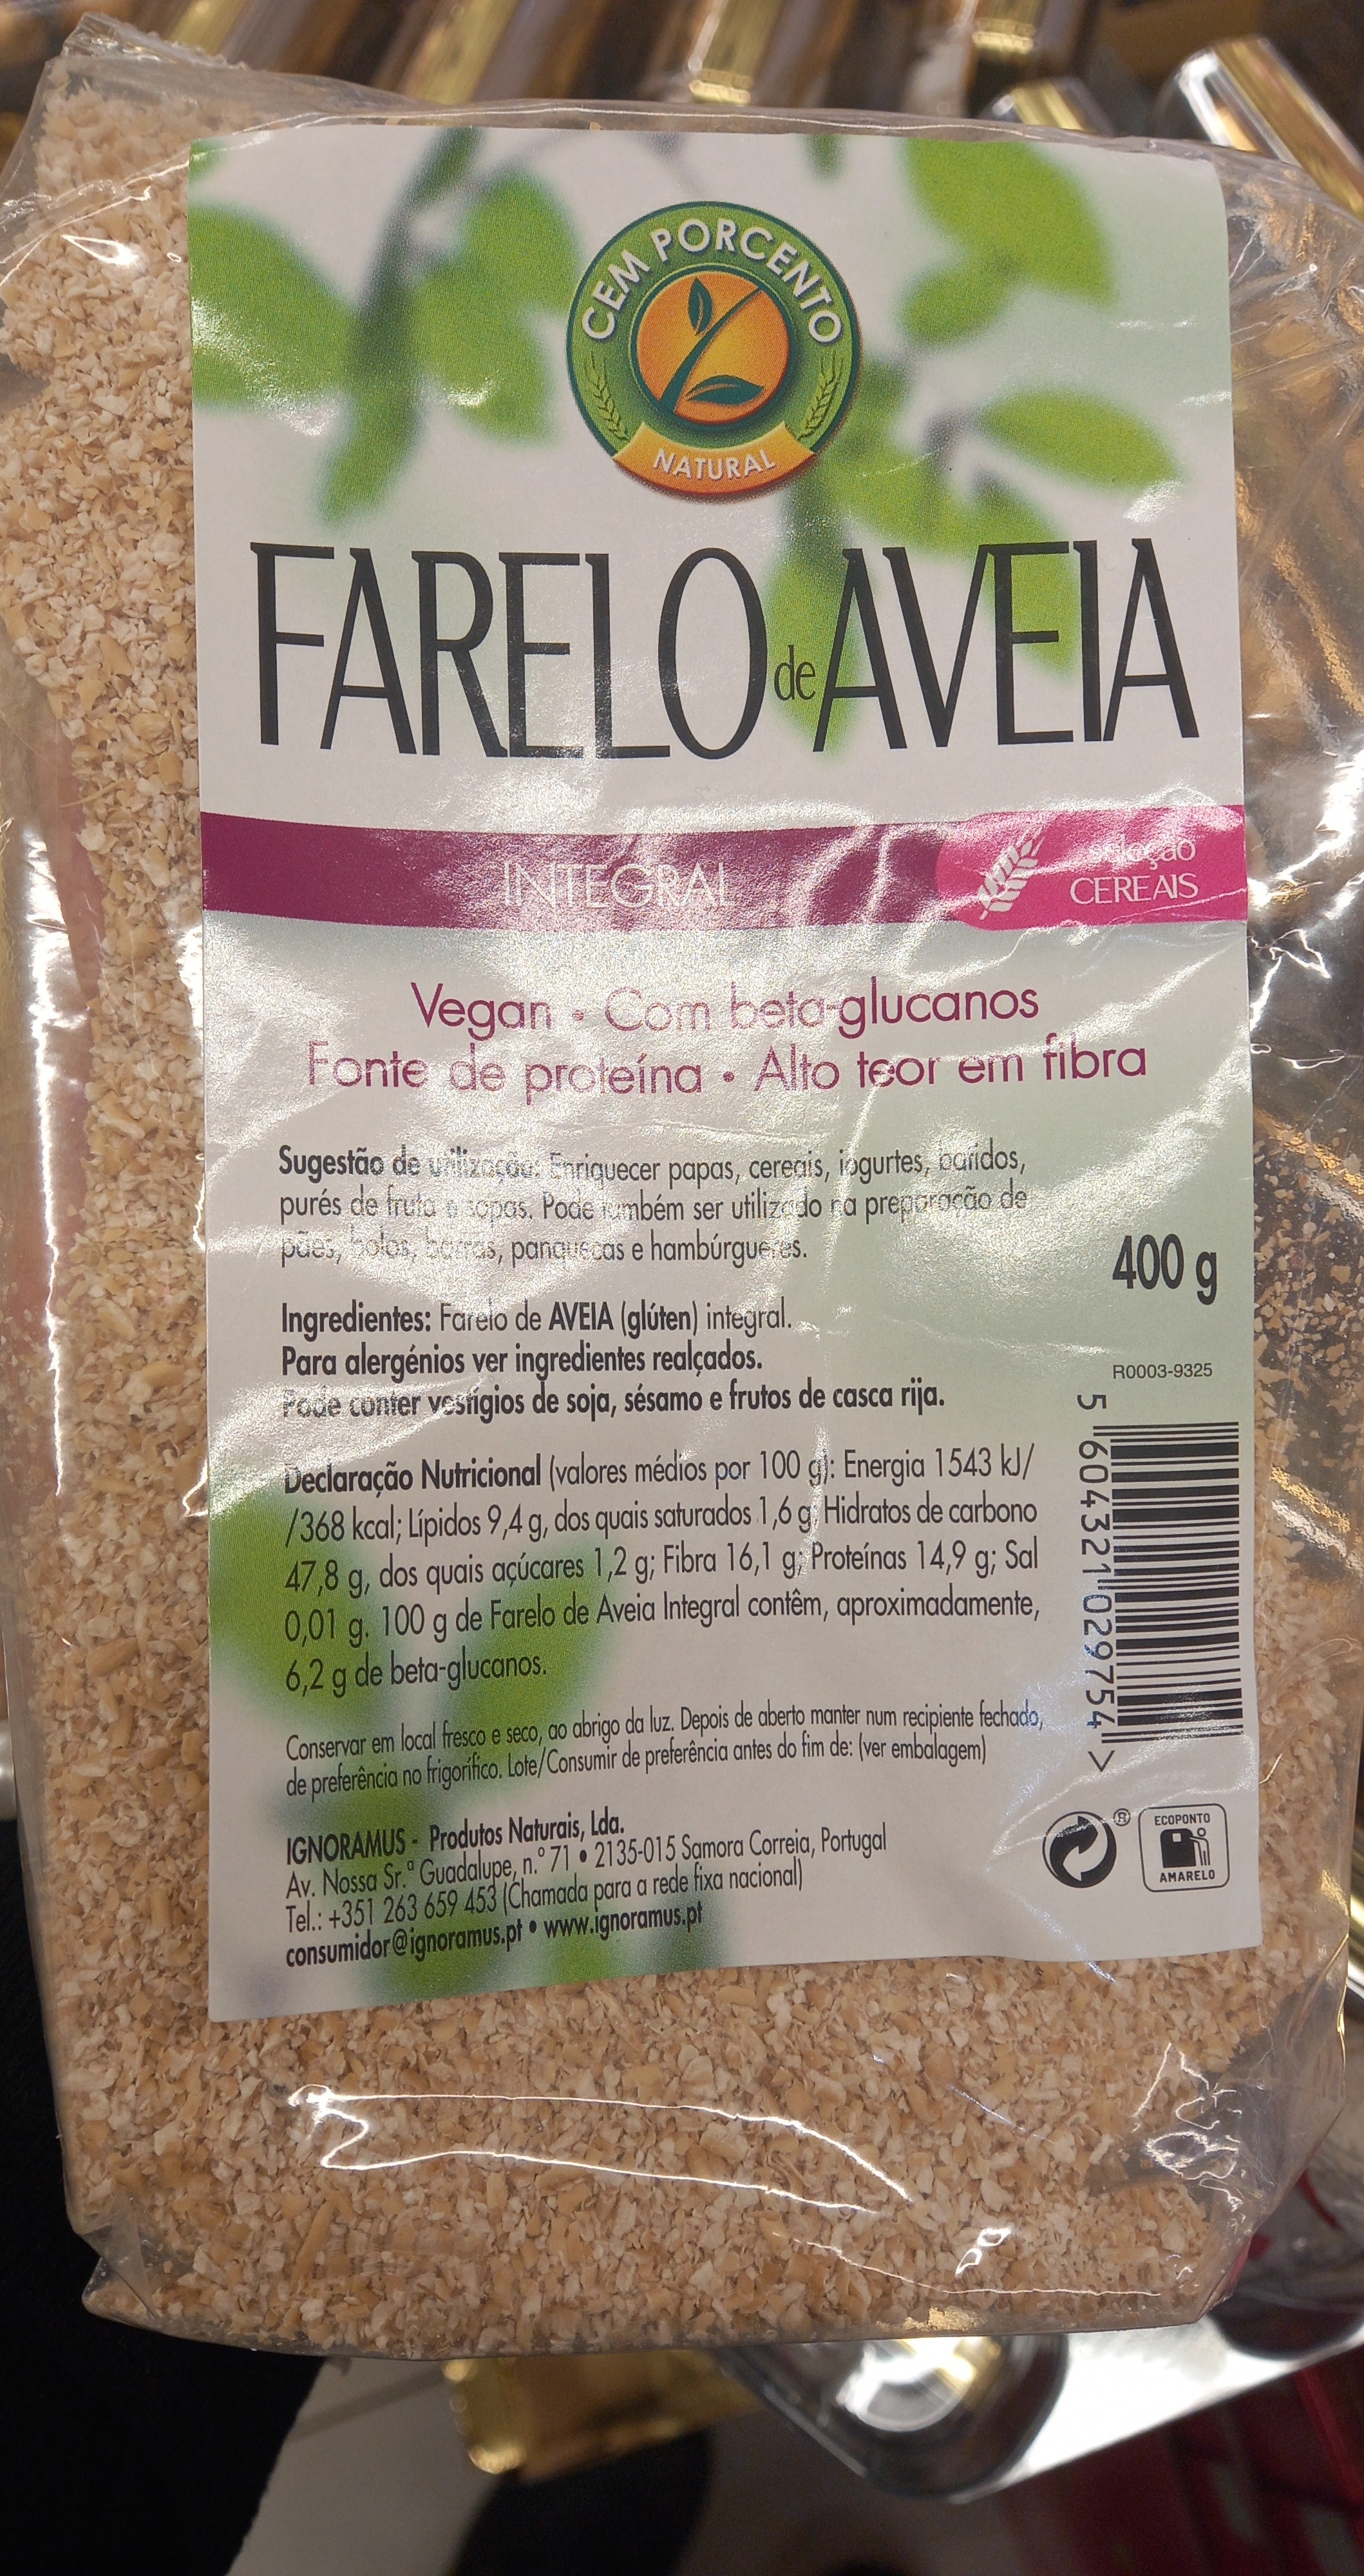 CEM PORCENTO
NATURAL
FARELO de AVEIA
INTEGRAL
seleção
CEREAIS
Vegan • Com beta-glucanos
Fonte de proteína • Alto teor em fibra
Sugestão de utilização: Enriquecer papas, cereais, iogurtes, batidos,
purés de fruta e sopas. Pode também ser utilizado na preparação de
pães, bolos, barras, panquecas e hambúrgueres.
400 g
Ingredientes: Farelo de AVEIA (glúten) integral.
Para alergénios ver ingredientes realçados.
Pode conter vestígios de soja, sésamo e frutos de casca rija.
R0003-9325
Declaração Nutricional (valores médios por 100 g): Energia 1543 kJ/
/368 kcal; Lípidos 9,4 g, dos quais saturados 1,6 g; Hidratos de carbono
47,8 g, dos quais açúcares 1,2 g; Fibra 16,1 g; Proteínas 14,9 g; Sal
0,01 g. 100 g de Farelo de Aveia Integral contêm, aproximadamente,
6,2 g de beta-glucanos.
5 604321 029754 >
Conservar em local fresco e seco, ao abrigo da luz. Depois de aberto manter num recipiente fechado,
de preferência no frigorífico. Lote/Consumir de preferência antes do fim de: (ver embalagem)
IGNORAMUS - Produtos Naturais, Lda.
Av. Nossa Sr.ª Guadalupe, n.º 71 • 2135-015 Samora Correia, Portugal
Tel.: +351 263 659 453 (Chamada para a rede fixa nacional)
consumidor@ignoramus.pt • www.ignoramus.pt
®
ECOPONTO
AMARELO